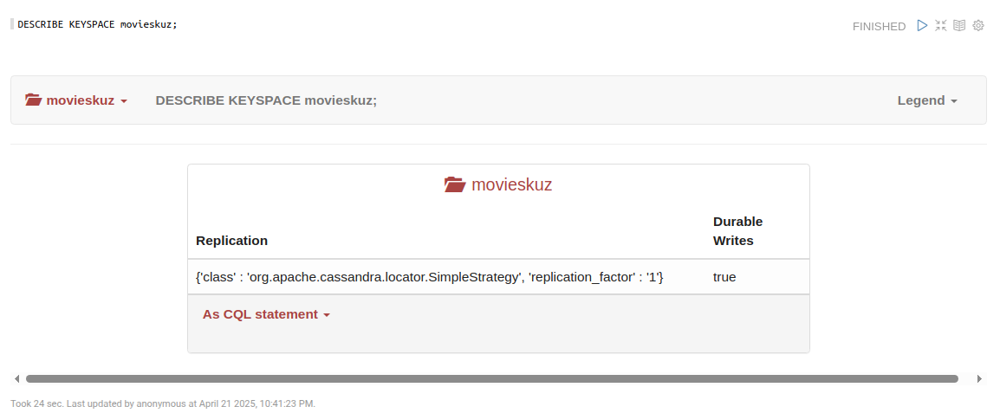 DESCRIBE KEYSPACE movieskuz;
FINISHED
movieskuz DESCRIBE KEYSPACE movieskuz; Legend
movieskuz
Replication Durable Writes
{'class' : 'org.apache.cassandra.locator.SimpleStrategy', 'replication_factor' : '1'} true
As CQL statement
Took 24 sec. Last updated by anonymous at April 21 2025, 10:41:23 PM.